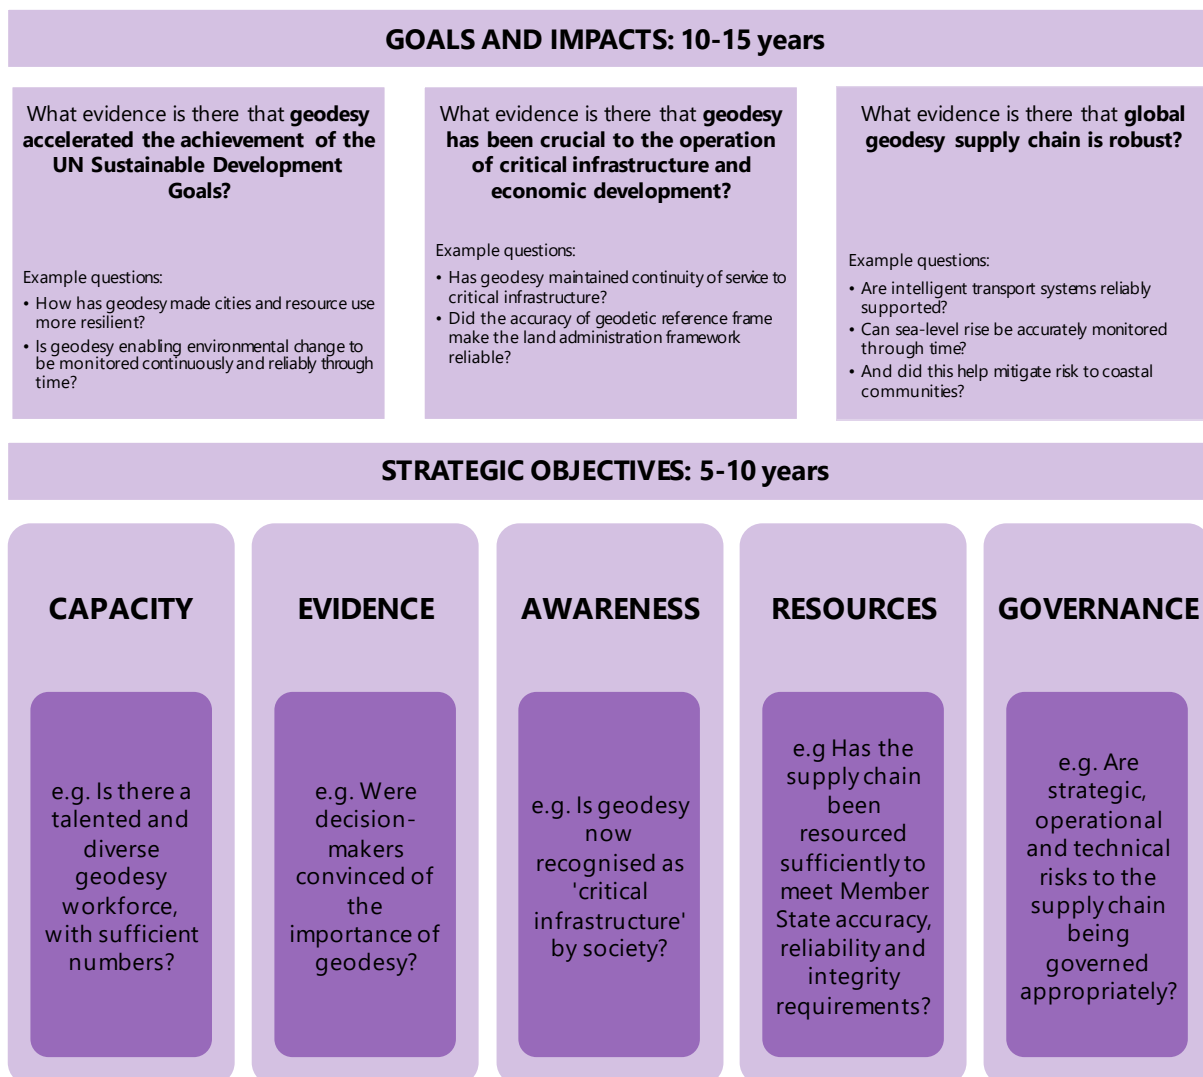 GOALS AND IMPACTS: 10-15 years
What evidence is there that geodesy
accelerated the achievement of the
UN Sustainable Development
Goals?
Example questions:
• How has geodesy made cities and resource use
more resilient?
• Is geodesy enabling environmental change to
be monitored continuously and reliably through
time?
What evidence is there that geodesy
has been crucial to the operation
of critical infrastructure and
economic development?
Example questions:
• Has geodesy maintained continuity of service to
critical infrastructure?
• Did the accuracy of geodetic reference frame
make the land administration framework
reliable?
What evidence is there that global
geodesy supply chain is robust?
Example questions:
• Are intelligent transport systems reliably
supported?
• Can sea-level rise be accurately monitored
through time?
• And did this help mitigate risk to coastal
communities?
STRATEGIC OBJECTIVES: 5-10 years
CAPACITY
e.g. Is there a
talented and
diverse
geodesy
workforce,
with sufficient
numbers?
EVIDENCE
e.g. Were
decision-
makers
convinced of
the
importance of
geodesy?
AWARENESS
e.g. Is geodesy
now
recognised as
'critical
infrastructure'
by society?
RESOURCES
e.g Has the
supply chain
been
resourced
sufficiently to
meet Member
State accuracy,
reliability and
integrity
requirements?
GOVERNANCE
e.g. Are
strategic,
operational
and technical
risks to the
supply chain
being
governed
appropriately?